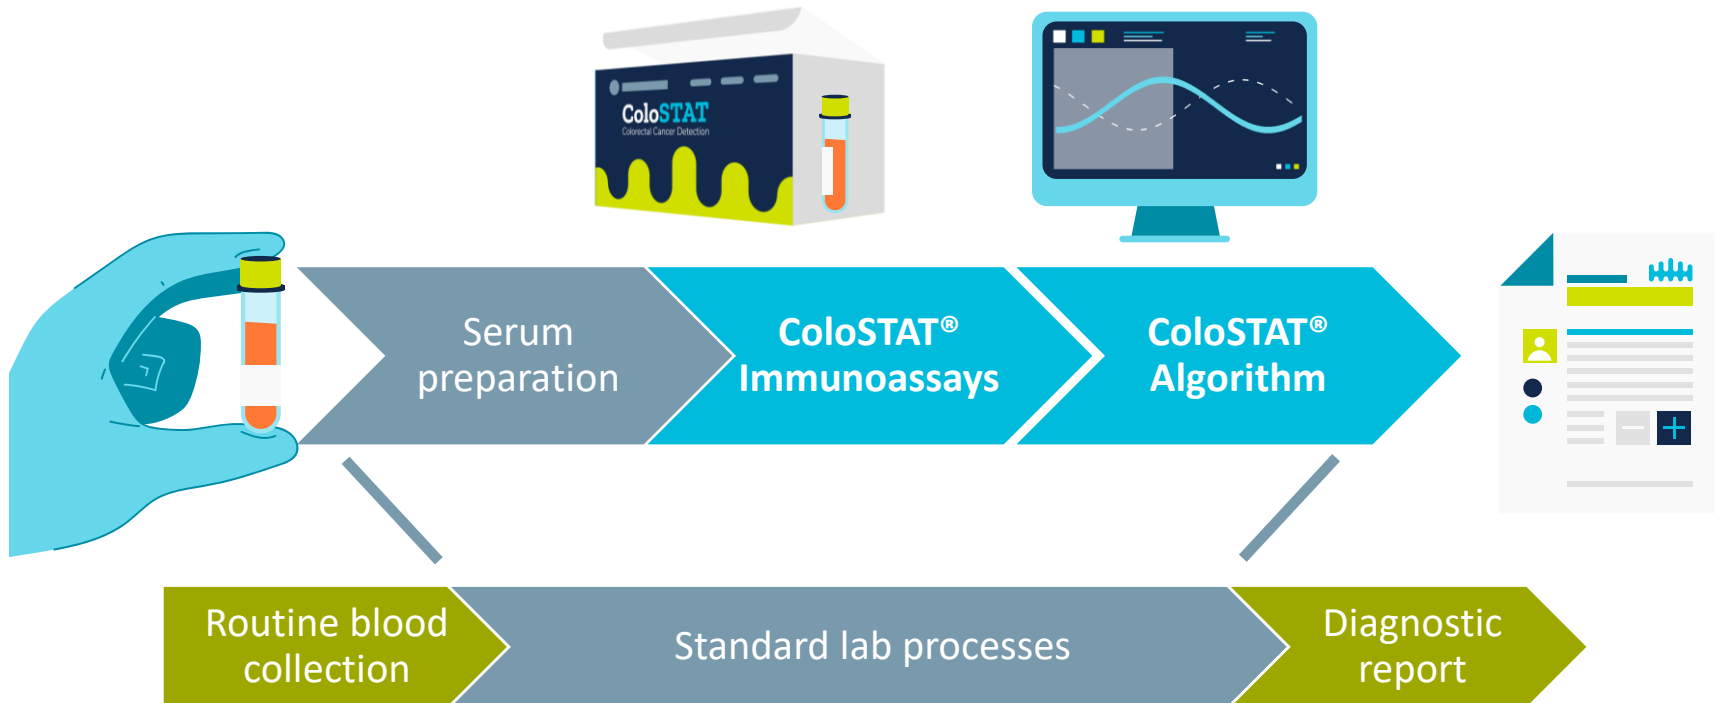 ColoSTAT
Colorectal Cancer Detection
Serum
preparation
ColoSTAT®
Immunoassays
ColoSTAT®
Algorithm
Routine blood
collection
Standard lab processes
Diagnostic
report